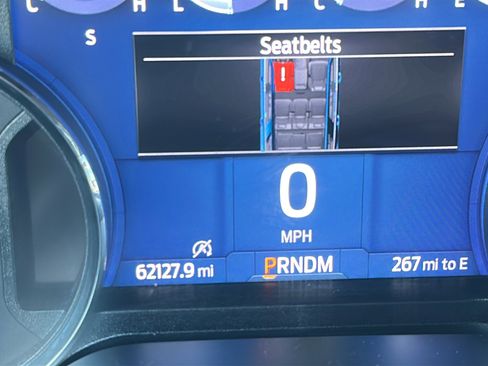 C H L H C H E
S
Seatbelts
!
0
MPH
62127.9 mi PRNDM 267 mi to E